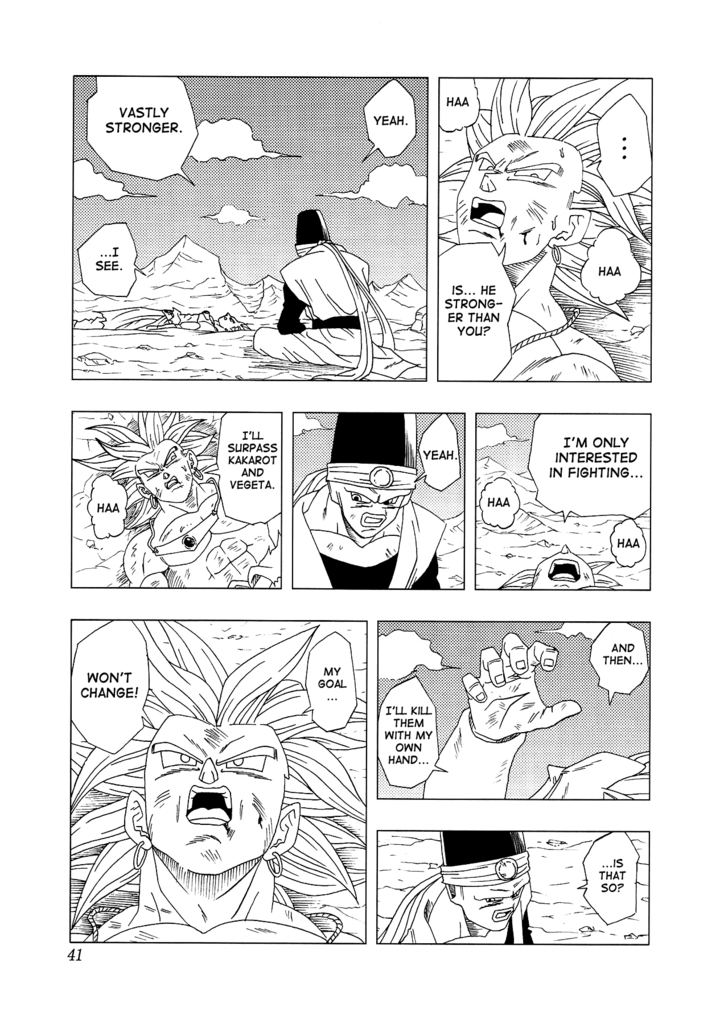 ...
HAA
HAA
IS... HE
STRONG-
ER THAN
YOU?
YEAH.
VASTLY
STRONGER.
...I
SEE.
I'M ONLY
INTERESTED
IN FIGHTING...
HAA
HAA
YEAH.
I'LL
SURPASS
KAKAROT
AND
VEGETA.
HAA
AND
THEN...
I'LL KILL
THEM
WITH MY
OWN
HAND...
...IS
THAT
SO?
MY
GOAL
...
WON'T
CHANGE!
41